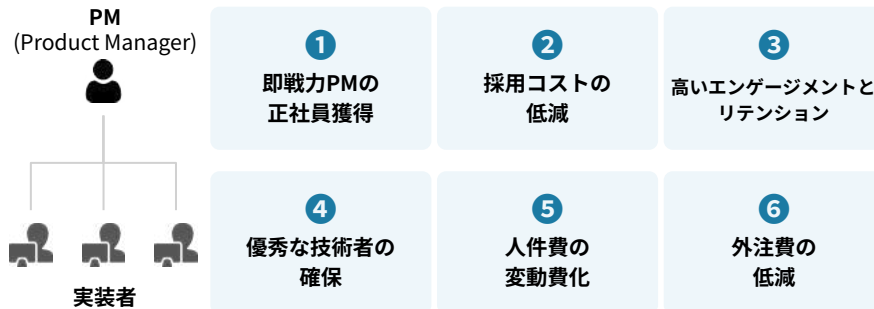 PM
(Product Manager)
実装者
1
即戦力PMの
正社員獲得
2
採用コストの
低減
3
高いエンゲージメントと
リテンション
4
優秀な技術者の
確保
5
人件費の
変動費化
6
外注費の
低減